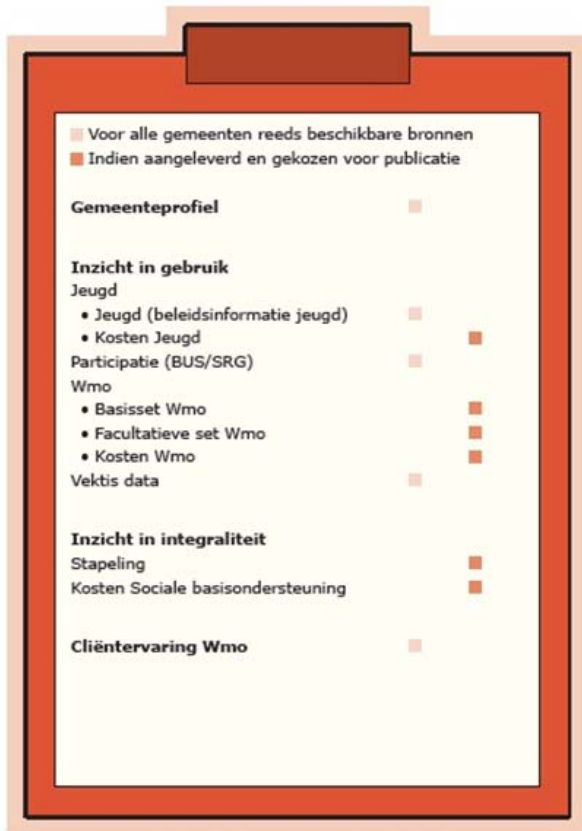 Voor alle gemeenten reeds beschikbare bronnen
Indien aangeleverd en gekozen voor publicatie
Gemeenteprofiel
Inzicht in gebruik
Jeugd
• Jeugd (beleidsinformatie jeugd)
• Kosten Jeugd
Participatie (BUS/SRG)
Wmo
• Basisset Wmo
• Facultatieve set Wmo
• Kosten Wmo
Vektis data
Inzicht in integraliteit
Stapeling
Kosten Sociale basisondersteuning
Cliëntervaring Wmo